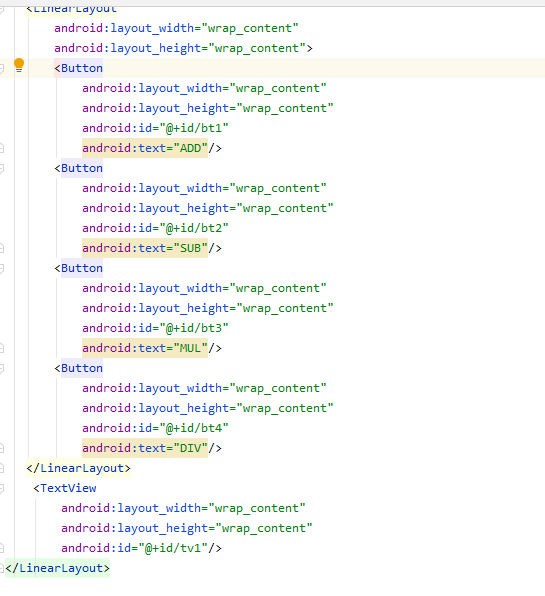 <LinearLayout
android:layout_width="wrap_content"
android:layout_height="wrap_content">
<Button
android:layout_width="wrap_content"
android:layout_height="wrap_content"
android:id="@+id/bt1"
android:text="ADD"/>
<Button
android:layout_width="wrap_content"
android:layout_height="wrap_content"
android:id="@+id/bt2"
android:text="SUB"/>
<Button
android:layout_width="wrap_content"
android:layout_height="wrap_content"
android:id="@+id/bt3"
android:text="MUL"/>
<Button
android:layout_width="wrap_content"
android:layout_height="wrap_content"
android:id="@+id/bt4"
android:text="DIV"/>
</LinearLayout>
<TextView
android:layout_width="wrap_content"
android:layout_height="wrap_content"
android:id="@+id/tv1"/>
</LinearLayout>